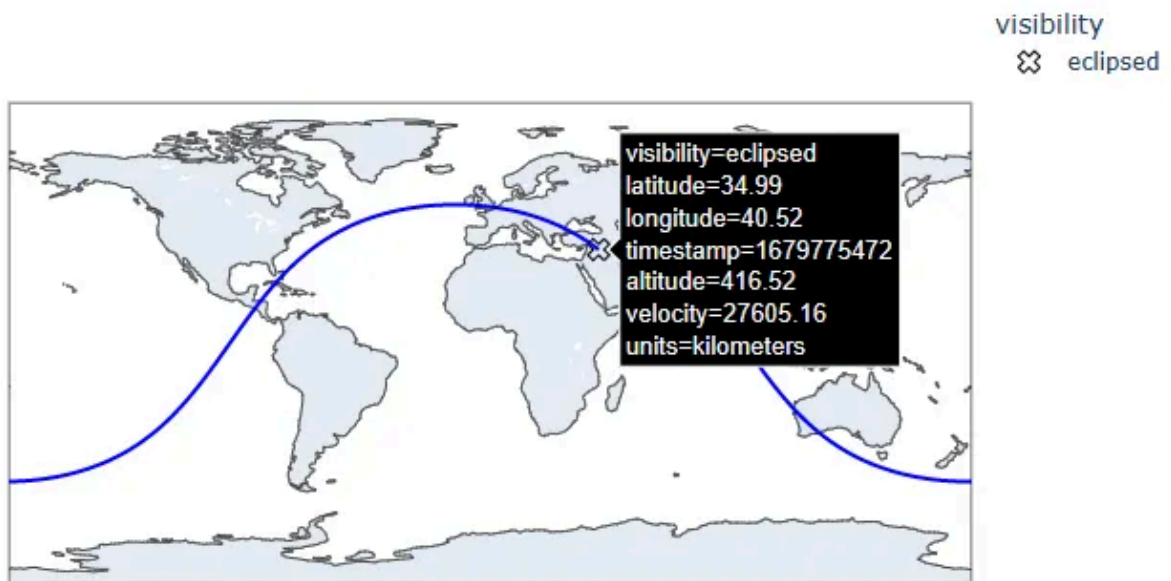 visibility
eclipsed
visibility=eclipsed
latitude=34.99
longitude=40.52
timestamp=1679775472
altitude=416.52
velocity=27605.16
units=kilometers